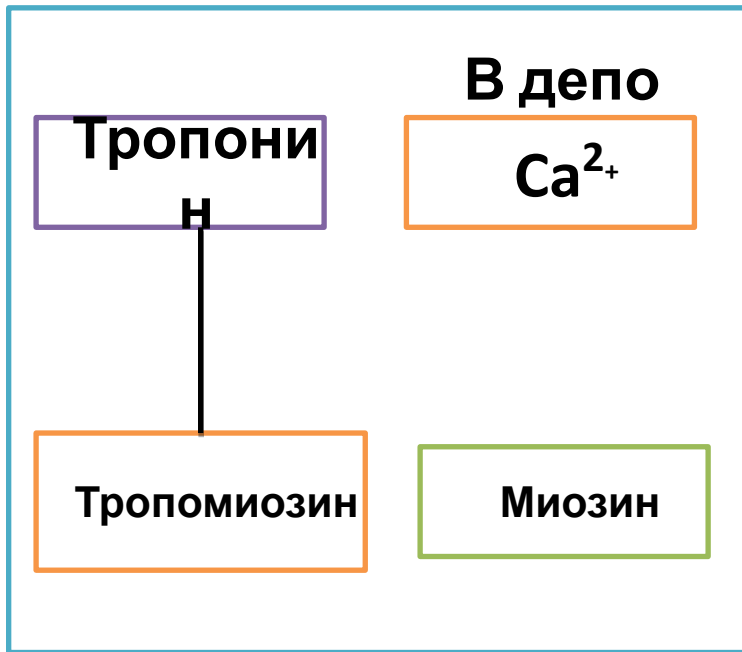 В депо
Тропони
н
Ca²⁺
Тропомиозин
Миозин